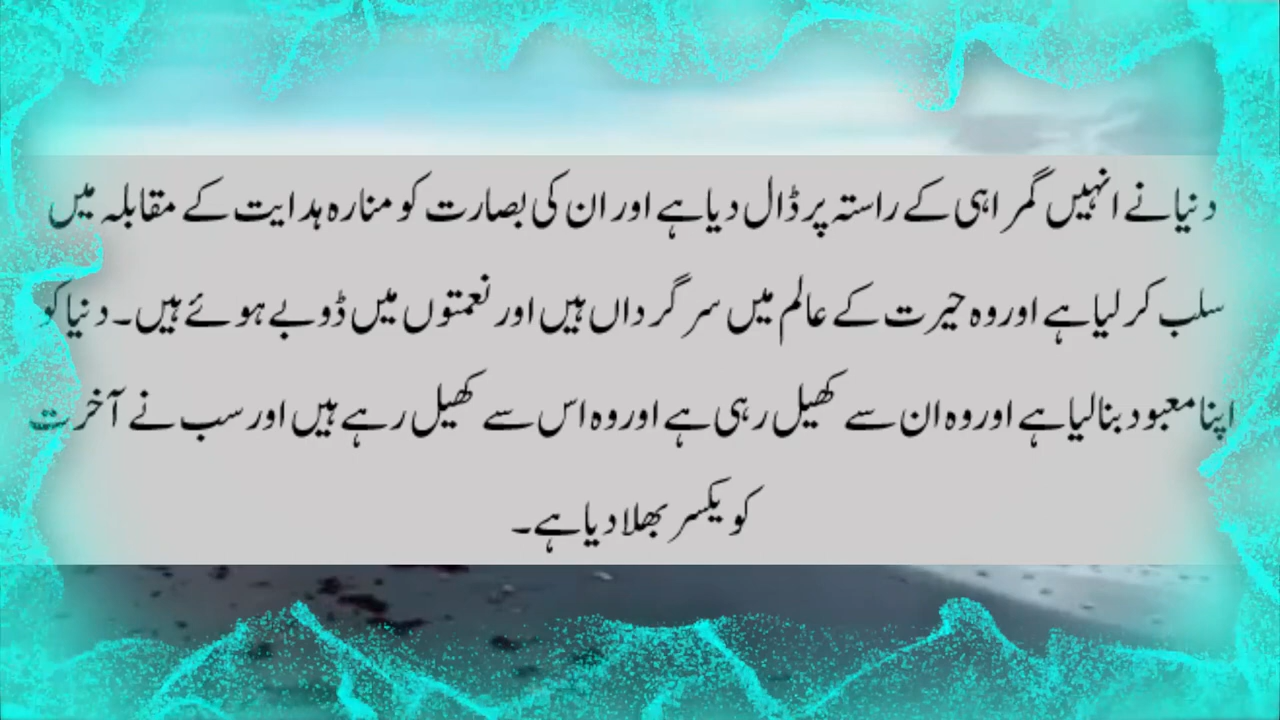 دنیا نے انہیں گمراہی کے راستہ پر ڈال دیا ہے اور ان کی بصارت کو منارہ ہدایت کے مقابلہ میں
سلب کر لیا ہے اور وہ حیرت کے عالم میں سرگرداں ہیں اور نعمتوں میں ڈوبے ہوئے ہیں۔ دنیا کو
اپنا معبود بنالیا ہے اور وہ ان سے کھیل رہی ہے اور وہ اس سے کھیل رہے ہیں اور سب نے آخرت
کو یکسر بھلا دیا ہے۔